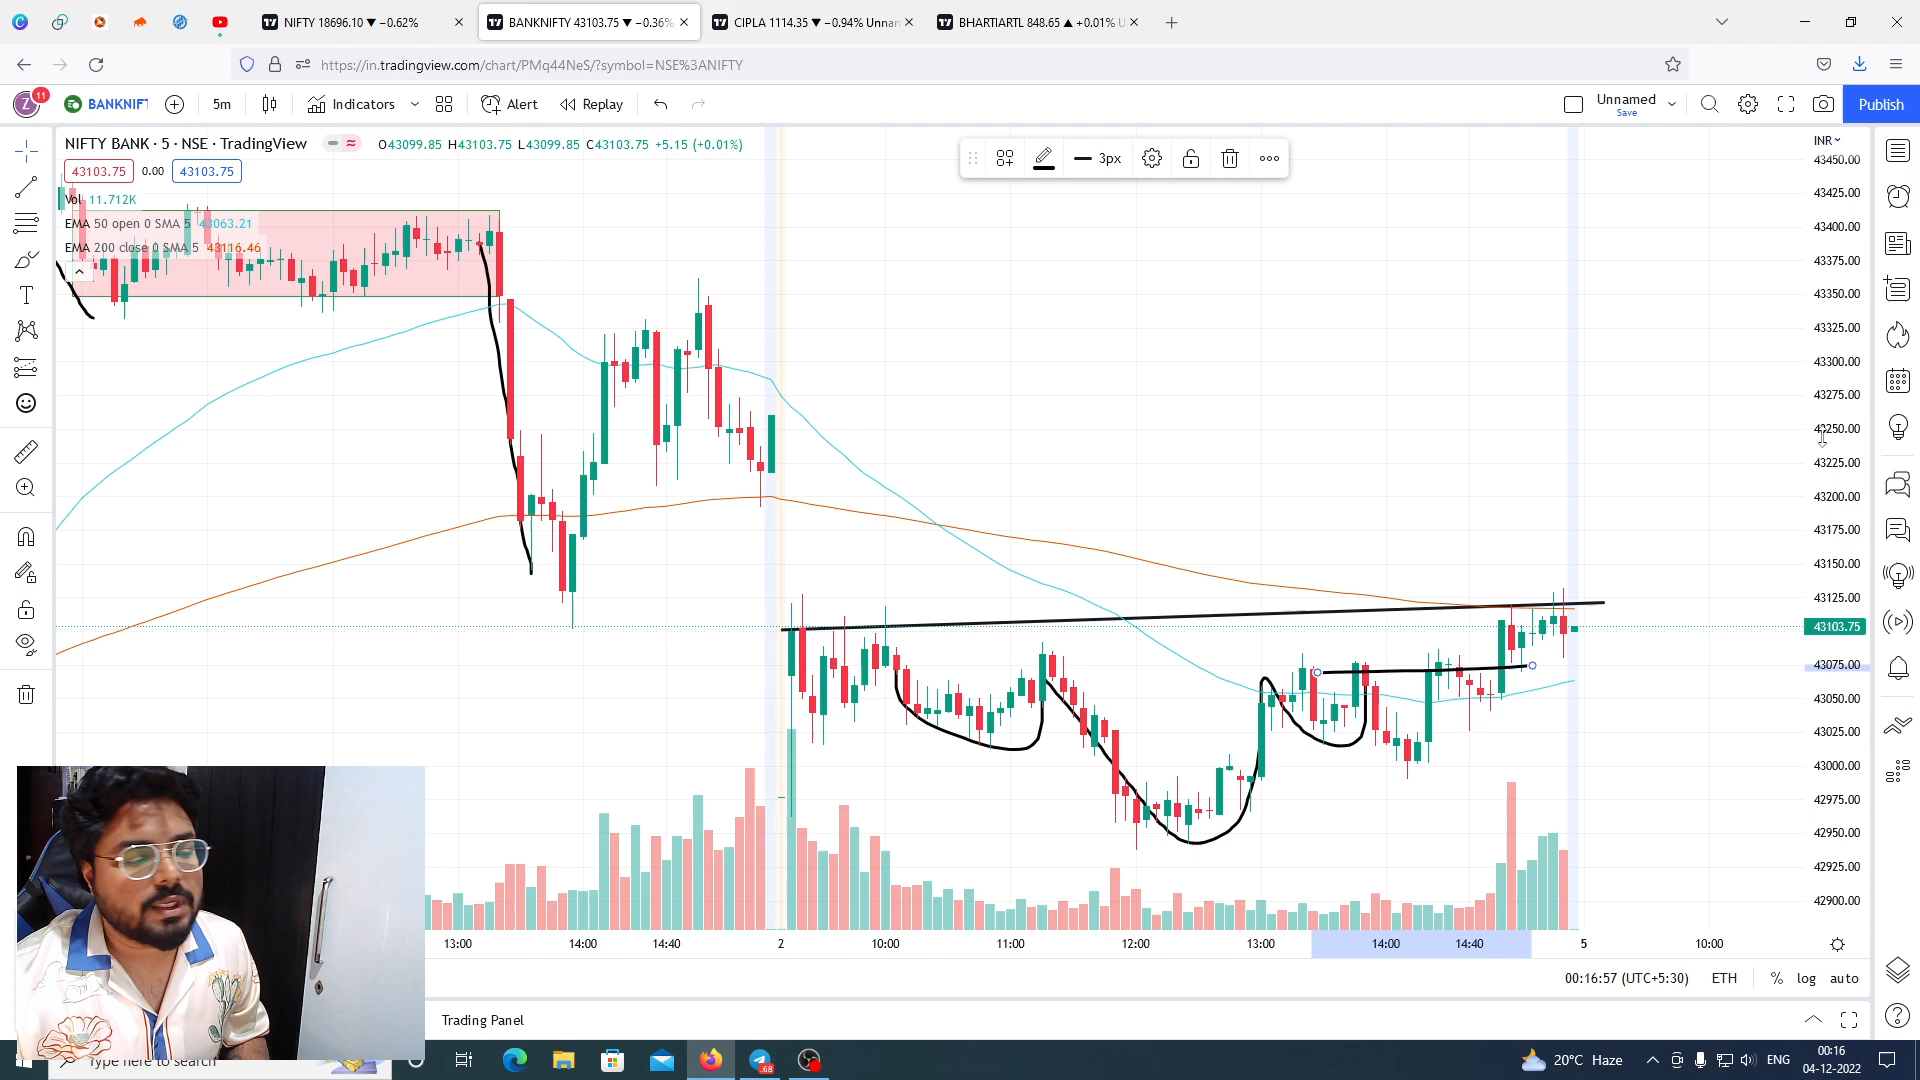 NIFTY 18696.10 ▼ −0.62%
BANKNIFTY 43103.75 ▼ −0.36%
CIPLA 1114.35 ▼ −0.94% Unnan
BHARTIARTL 848.65 ▲ +0.01% U
https://in.tradingview.com/chart/PMq44NeS/?symbol=NSE%3ANIFTY
Z
11
BANKNIFT
5m
Indicators
Alert
Replay
Unnamed
Save
Publish
NIFTY BANK · 5 · NSE · TradingView
O43099.85 H43103.75 L43099.85 C43103.75 +5.15 (+0.01%)
3px
INR
43103.75
0.00
43103.75
Vol 11.712K
EMA 50 open 0 SMA 5 43063.21
EMA 200 close 0 SMA 5 43116.46
43450.00
43425.00
43400.00
43375.00
43350.00
43325.00
43300.00
43275.00
43250.00
43225.00
43200.00
43175.00
43150.00
43125.00
43103.75
43075.00
43050.00
43025.00
43000.00
42975.00
42950.00
42925.00
42900.00
13:00
14:00
14:40
2
10:00
11:00
12:00
13:00
14:00
14:40
5
10:00
00:16:57 (UTC+5:30)
ETH
%
log
auto
Trading Panel
Type here to search
.68
20°C Haze
ENG
00:16
04-12-2022